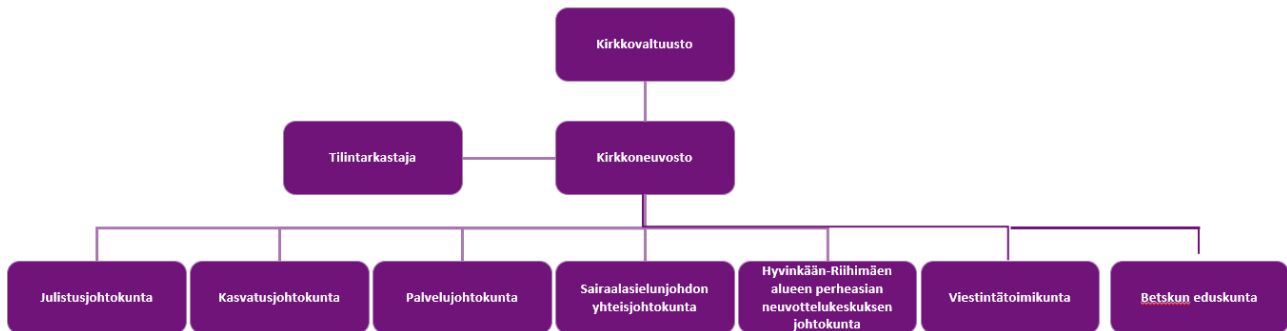 Kirkkovaltuusto
Tilintarkastaja
Kirkkoneuvosto
Julistusjohtokunta
Kasvatusjohtokunta
Palvelujohtokunta
Sairaalasielunjohdon
yhteisjohtokunta
Hyvinkään-Riihimäen
alueen perheasian
neuvottelukeskuksen
johtokunta
Viestintätoimikunta
Betskun eduskunta